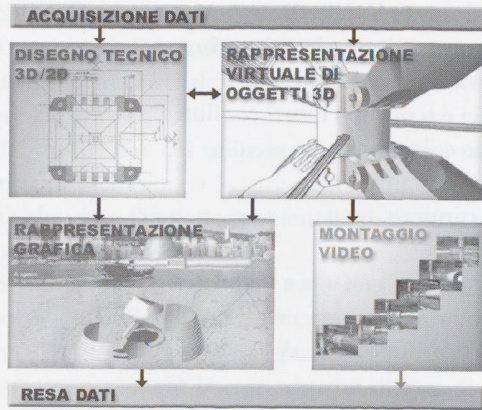 ACQUISIZIONE DATI
DISEGNO TECNICO
3D/2D
RAPPRESENTAZIONE
VIRTUALE DI
OGGETTI 3D
RAPPRESENTAZIONE
GRAFICA
MONTAGGIO
VIDEO
RESA DATI